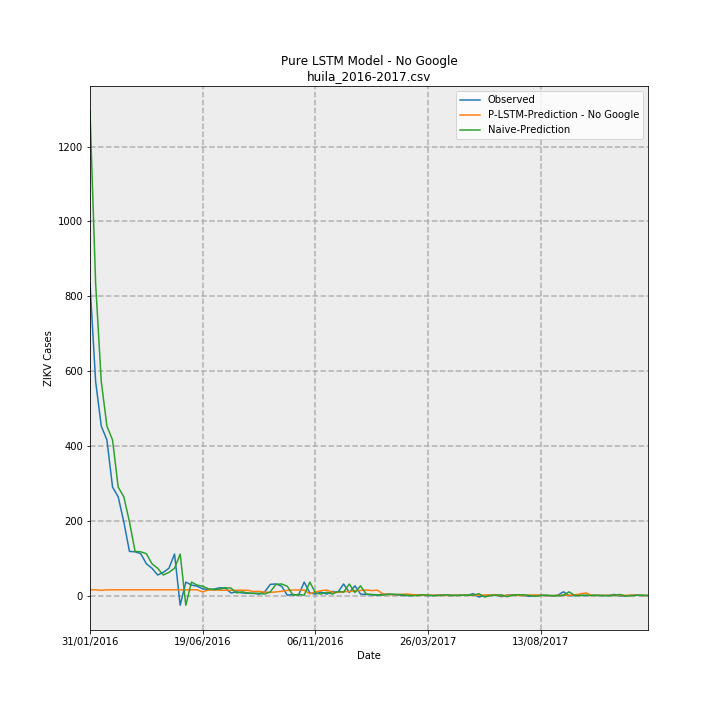 Pure LSTM Model - No Google
huila_2016-2017.csv
Observed
P-LSTM-Prediction - No Google
Naive-Prediction
1200
1000
800
600
400
200
0
ZIKV Cases
31/01/2016
19/06/2016
06/11/2016
26/03/2017
13/08/2017
Date